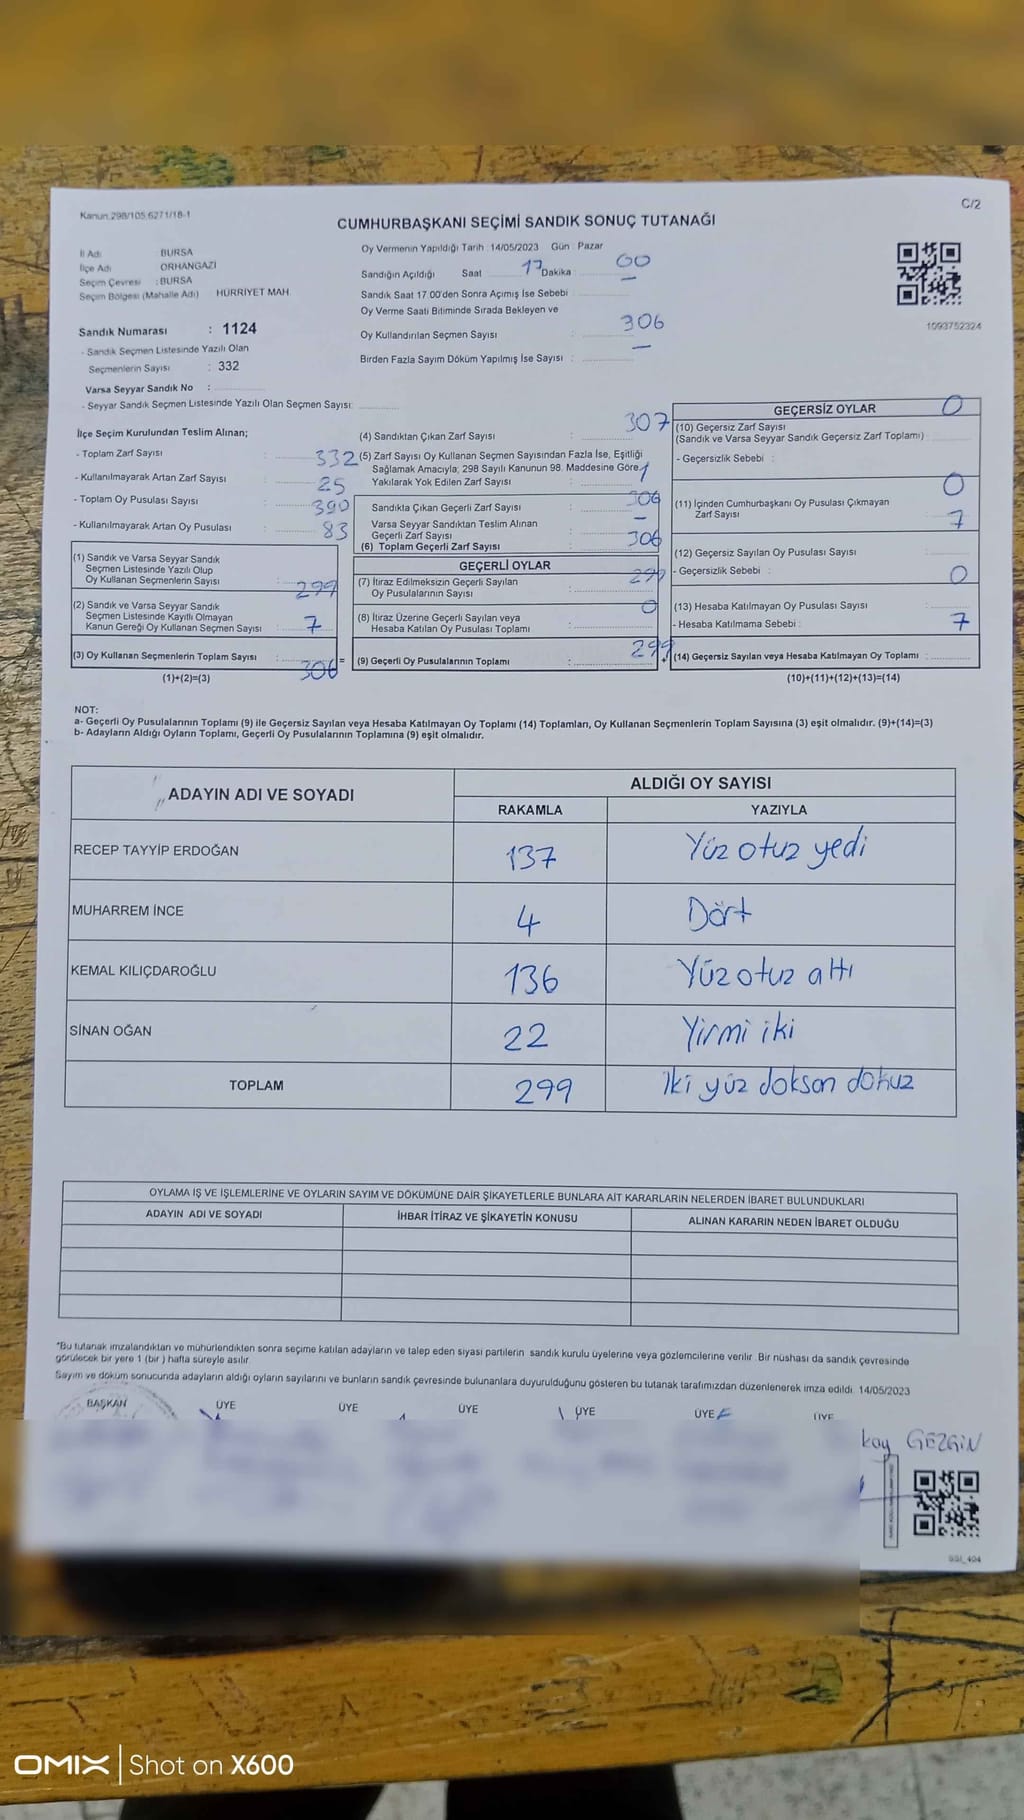 Kanun.298/105,6271/18-1
C/2
CUMHURBAŞKANI SEÇİMİ SANDIK SONUÇ TUTANAĞI
İl Adı BURSA
İlçe Adı ORHANGAZİ
Seçim Çevresi : BURSA
Seçim Bölgesi (Mahalle Adı) HÜRRİYET MAH.
Sandık Numarası : 1124
- Sandık Seçmen Listesinde Yazılı Olan
Seçmenlerin Sayısı : 332
Varsa Seyyar Sandık No :
- Seyyar Sandık Seçmen Listesinde Yazılı Olan Seçmen Sayısı:
Oy Vermenin Yapıldığı Tarih : 14/05/2023 Gün : Pazar
Sandığın Açıldığı Saat 17 Dakika 00
Sandık Saat 17.00'den Sonra Açımış İse Sebebi : —
Oy Verme Saati Bitiminde Sırada Bekleyen ve
Oy Kullandırılan Seçmen Sayısı : 306
Birden Fazla Sayım Döküm Yapılmış İse Sayısı : —
1093752324
İlçe Seçim Kurulundan Teslim Alınan;
- Toplam Zarf Sayısı : 332
- Kullanılmayarak Artan Zarf Sayısı : 25
- Toplam Oy Pusulası Sayısı : 390
- Kullanılmayarak Artan Oy Pusulası : 83
(1) Sandık ve Varsa Seyyar Sandık
Seçmen Listesinde Yazılı Olup
Oy Kullanan Seçmenlerin Sayısı : 299
(2) Sandık ve Varsa Seyyar Sandık
Seçmen Listesinde Kayıtlı Olmayan
Kanun Gereği Oy Kullanan Seçmen Sayısı : 7
(3) Oy Kullanan Seçmenlerin Toplam Sayısı : 306 =
(1)+(2)=(3)
(4) Sandıktan Çıkan Zarf Sayısı : 307
(5) Zarf Sayısı Oy Kullanan Seçmen Sayısından Fazla İse, Eşitliği
Sağlamak Amacıyla; 298 Sayılı Kanunun 98. Maddesine Göre
Yakılarak Yok Edilen Zarf Sayısı : 1
Sandıkta Çıkan Geçerli Zarf Sayısı : 306
Varsa Seyyar Sandıktan Teslim Alınan
Geçerli Zarf Sayısı : —
(6) Toplam Geçerli Zarf Sayısı : 306
GEÇERLİ OYLAR
(7) İtiraz Edilmeksizin Geçerli Sayılan
Oy Pusulalarının Sayısı : 299
(8) İtiraz Üzerine Geçerli Sayılan veya
Hesaba Katılan Oy Pusulası Toplamı : 0
(9) Geçerli Oy Pusulalarının Toplamı : 299 +
GEÇERSİZ OYLAR
(10) Geçersiz Zarf Sayısı 0
(Sandık ve Varsa Seyyar Sandık Geçersiz Zarf Toplamı) :
- Geçersizlik Sebebi :
(11) İçinden Cumhurbaşkanı Oy Pusulası Çıkmayan 0
Zarf Sayısı :
(12) Geçersiz Sayılan Oy Pusulası Sayısı : 7
- Geçersizlik Sebebi :
(13) Hesaba Katılmayan Oy Pusulası Sayısı : 0
- Hesaba Katılmama Sebebi :
(14) Geçersiz Sayılan veya Hesaba Katılmayan Oy Toplamı : 7
(10)+(11)+(12)+(13)=(14)
NOT:
a- Geçerli Oy Pusulalarının Toplamı (9) ile Geçersiz Sayılan veya Hesaba Katılmayan Oy Toplamı (14) Toplamları, Oy Kullanan Seçmenlerin Toplam Sayısına (3) eşit olmalıdır. (9)+(14)=(3)
b- Adayların Aldığı Oyların Toplamı, Geçerli Oy Pusulalarının Toplamına (9) eşit olmalıdır.
ADAYIN ADI VE SOYADI ALDIĞI OY SAYISI
RAKAMLA YAZIYLA
RECEP TAYYİP ERDOĞAN 137 Yüz otuz yedi
MUHARREM İNCE 4 Dört
KEMAL KILIÇDAROĞLU 136 Yüz otuz altı
SİNAN OĞAN 22 Yirmi iki
TOPLAM 299 İki yüz doksan dokuz
OYLAMA İŞ VE İŞLEMLERİNE VE OYLARIN SAYIM VE DÖKÜMÜNE DAİR ŞİKAYETLERLE BUNLARA AİT KARARLARIN NELERDEN İBARET BULUNDUKLARI
ADAYIN ADI VE SOYADI İHBAR İTİRAZ VE ŞİKAYETİN KONUSU ALINAN KARARIN NEDEN İBARET OLDUĞU
*Bu tutanak imzalandıktan ve mühürlendikten sonra seçime katılan adayların ve talep eden siyasi partilerin sandık kurulu üyelerine veya gözlemcilerine verilir. Bir nüshası da sandık çevresinde
görülecek bir yere 1 (bir ) hafta süreyle asılır.
Sayım ve döküm sonucunda adayların aldığı oyların sayılarını ve bunların sandık çevresinde bulunanlara duyurulduğunu gösteren bu tutanak tarafımızdan düzenlenerek imza edildi. 14/05/2023
BAŞKAN ÜYE ÜYE ÜYE ÜYE ÜYE ÜYE
kay GEZGİN
SSI_404
OMIX Shot on X600